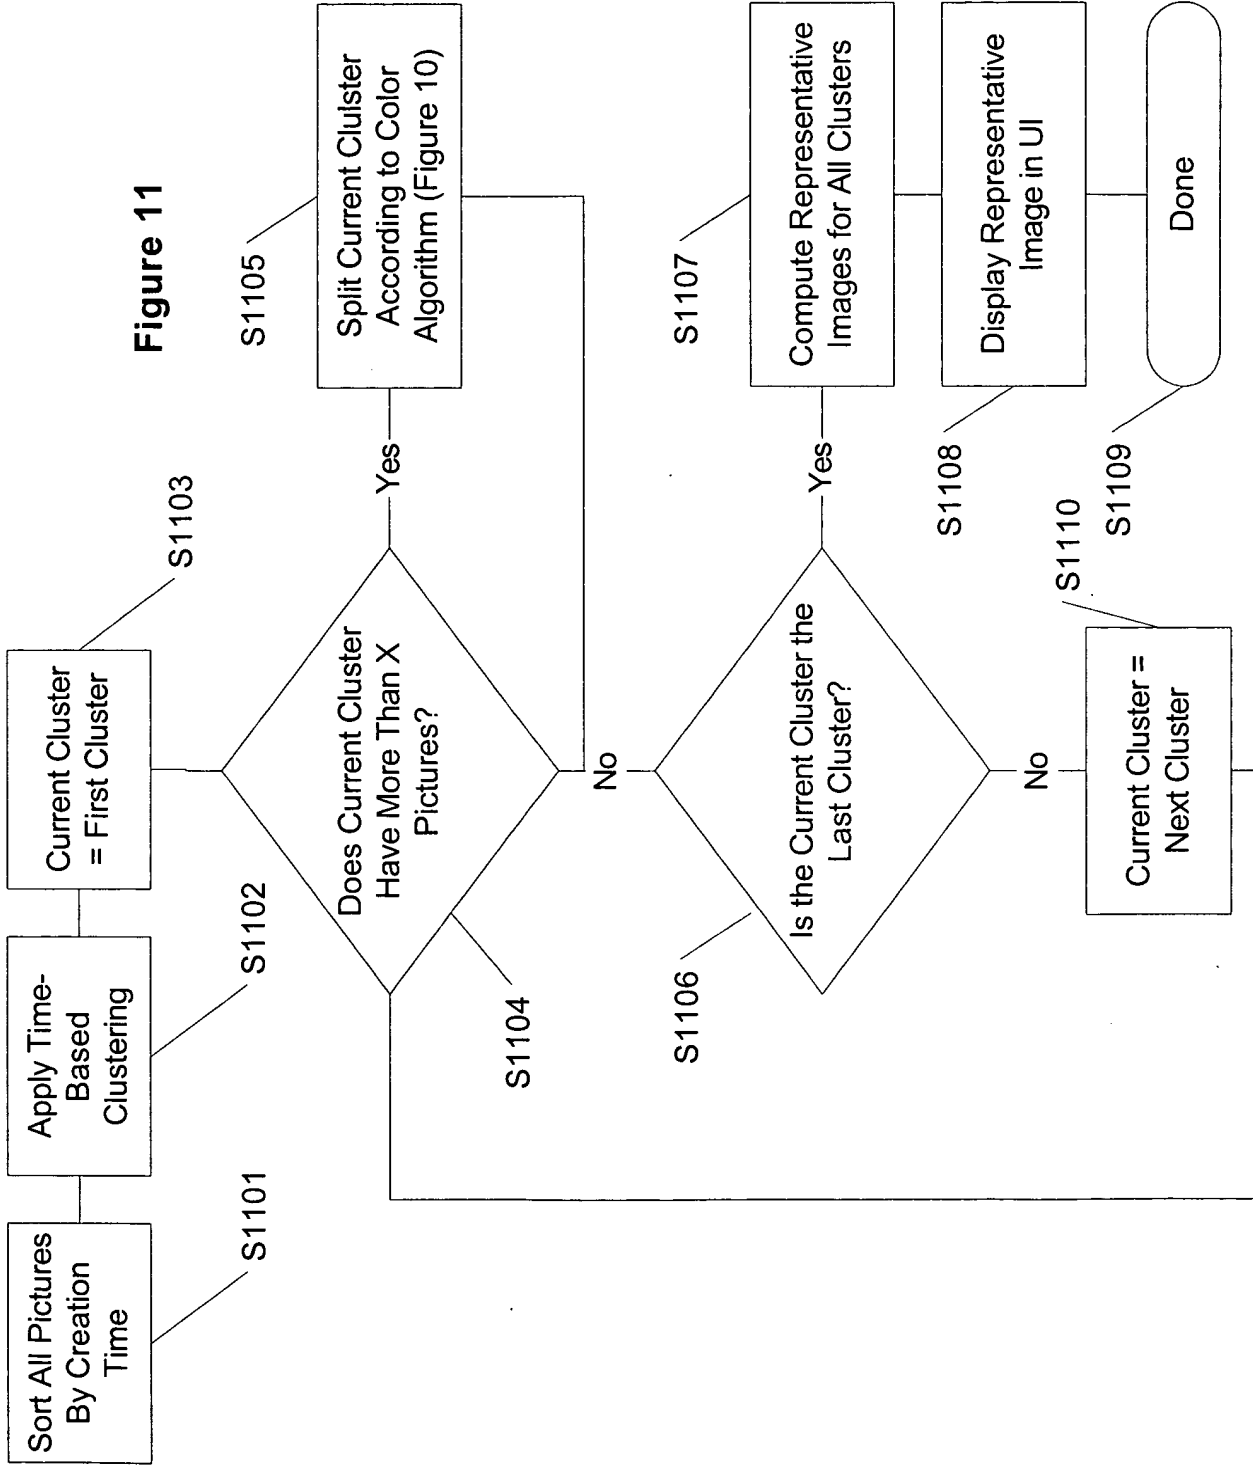 Figure 11
Sort All Pictures
By Creation
Time
S1101
Apply Time-
Based
Clustering
S1102
Current Cluster
= First Cluster
S1103
Does Current Cluster
Have More Than X
Pictures?
S1104
Yes
Split Current Clulster
According to Color
Algorithm (Figure 10)
S1105
No
Is the Current Cluster the
Last Cluster?
S1106
Yes
Compute Representative
Images for All Clusters
S1107
Display Representative
Image in UI
S1108
Done
S1109
No
Current Cluster =
Next Cluster
S1110